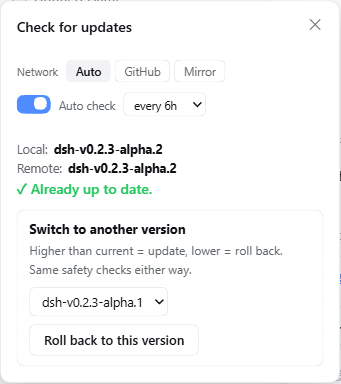 Check for updates
Network Auto GitHub Mirror
Auto check every 6h
Local: dsh-v0.2.3-alpha.2
Remote: dsh-v0.2.3-alpha.2
✓ Already up to date.
Switch to another version
Higher than current = update, lower = roll back.
Same safety checks either way.
dsh-v0.2.3-alpha.1
Roll back to this version